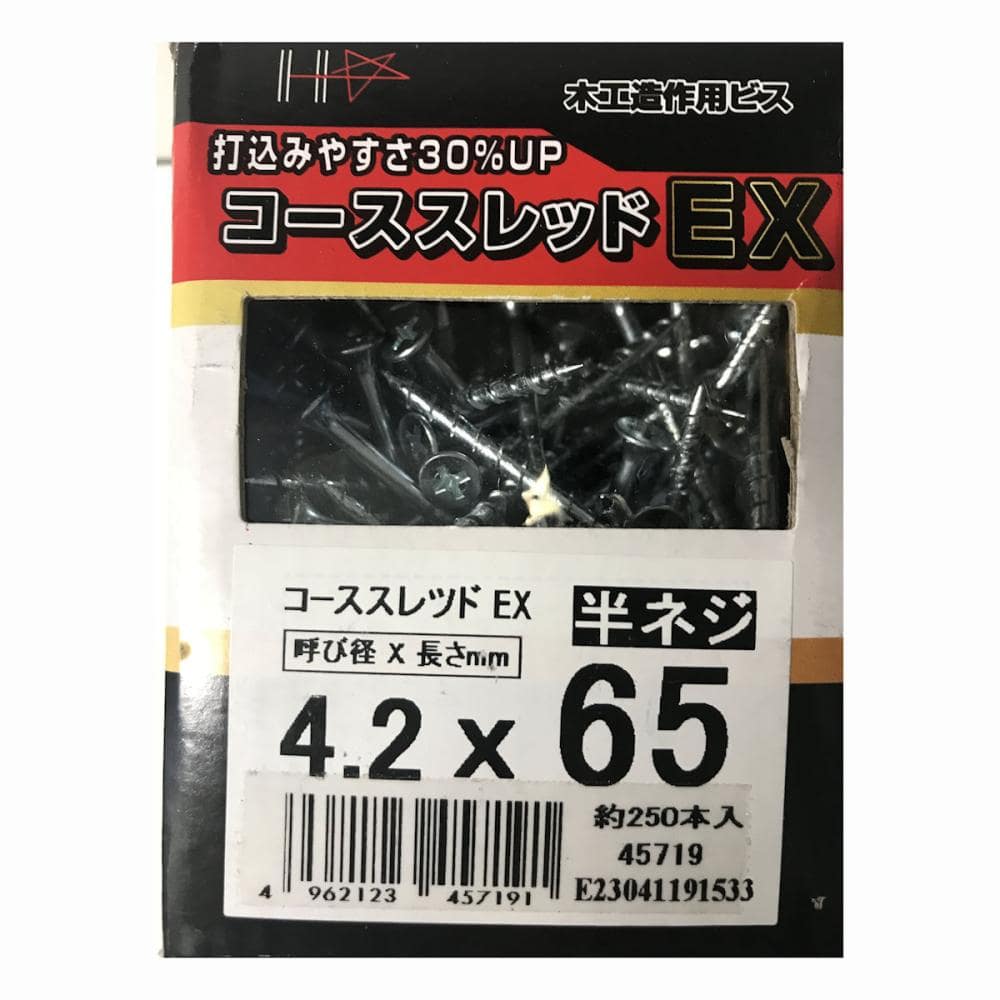 木工造作用ビス
打込みやすさ30%UP
コーススレッドEX
コーススレツド EX
半ネジ
呼び径 X 長さmm
4.2 x 65
約250本入
45719
E23041191533
4 962123 457191